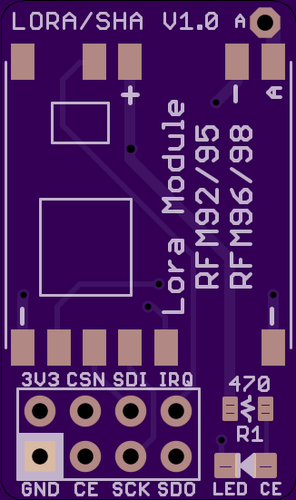 LORA/SHA V1.0 A
+ - A
Lora Module
RFM92/95
RFM96/98
- -
3V3 CSN SDI IRQ
470
R1
GND CE SCK SDO LED CE